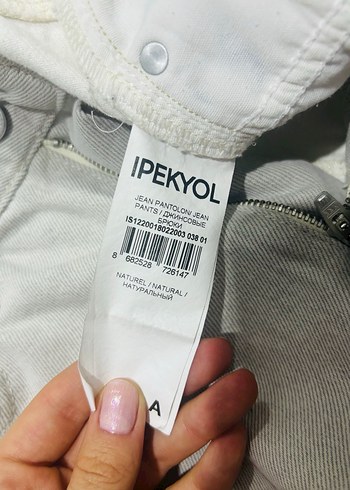 IPEKYOL
JEAN PANTOLON/ JEAN
PANTS / ДЖИНСОВЫЕ
БРЮКИ
IS1220018022003 038 01
8 682528 726147
NATUREL / NATURAL /
НАТУРАЛЬНЫЙ
A